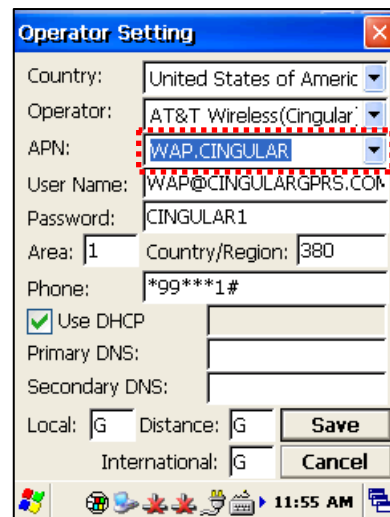 Operator Setting
Country: United States of Americ
Operator: AT&T Wireless(Cingular)
APN: WAP.CINGULAR
User Name: WAP@CINGULARGPRS.COM
Password: CINGULAR1
Area: 1 Country/Region: 380
Phone: *99***1#
Use DHCP
Primary DNS:
Secondary DNS:
Local: G Distance: G Save
International: G Cancel
11:55 AM